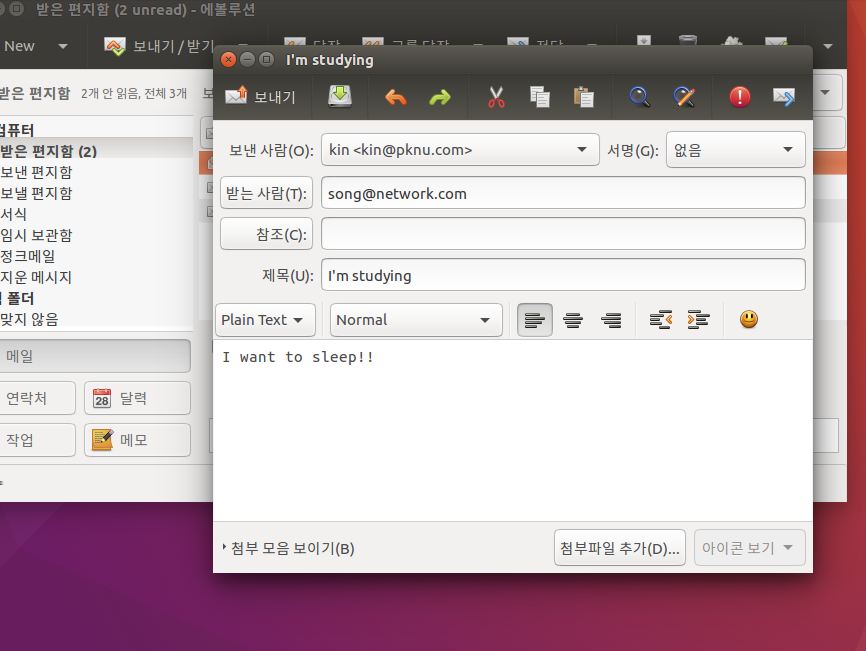 받은 편지함 (2 unread) - 에볼루션
New
보내기 / 받기
받은 편지함 2개 안 읽음, 전체 3개
컴퓨터
받은 편지함 (2)
보낸 편지함
보낼 편지함
서식
임시 보관함
정크메일
지운 메시지
폴더
맞지 않음
메일
연락처
28 달력
작업
메모
I'm studying
보내기
보낸 사람(O): kin <kin@pknu.com> 서명(G): 없음
받는 사람(T): song@network.com
참조(C):
제목(U): I'm studying
Plain Text Normal
I want to sleep!!
첨부 모음 보이기(B) 첨부파일 추가(D)... 아이콘 보기